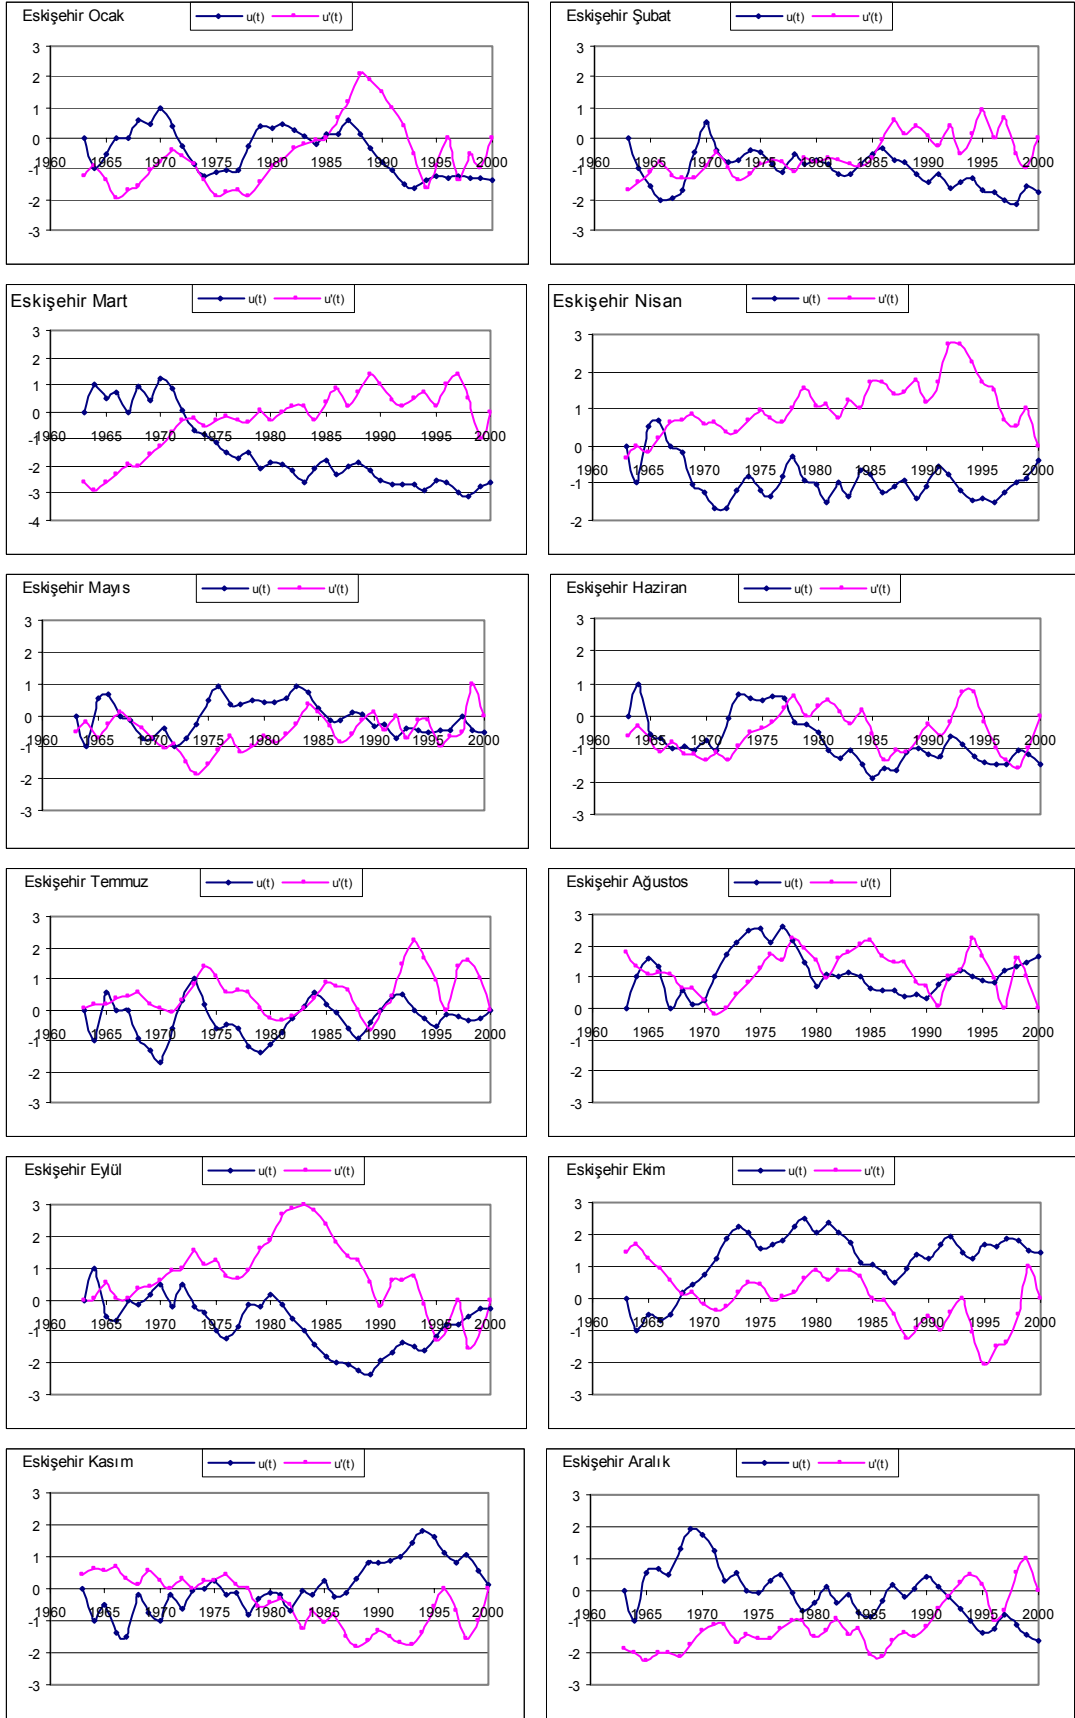 Eskişehir Ocak
u(t) u'(t)
3
2
1
0
-1
-2
-3
1960 1965 1970 1975 1980 1985 1990 1995 2000
Eskişehir Şubat
u(t) u'(t)
3
2
1
0
-1
-2
-3
1960 1965 1970 1975 1980 1985 1990 1995 2000
Eskişehir Mart
u(t) u'(t)
3
2
1
0
-1
-2
-3
-4
1960 1965 1970 1975 1980 1985 1990 1995 2000
Eskişehir Nisan
u(t) u'(t)
3
2
1
0
-1
-2
1960 1965 1970 1975 1980 1985 1990 1995 2000
Eskişehir Mayıs
u(t) u'(t)
3
2
1
0
-1
-2
-3
1960 1965 1970 1975 1980 1985 1990 1995 2000
Eskişehir Haziran
u(t) u'(t)
3
2
1
0
-1
-2
-3
1960 1965 1970 1975 1980 1985 1990 1995 2000
Eskişehir Temmuz
u(t) u'(t)
3
2
1
0
-1
-2
-3
1960 1965 1970 1975 1980 1985 1990 1995 2000
Eskişehir Ağustos
u(t) u'(t)
3
2
1
0
-1
-2
-3
1960 1965 1970 1975 1980 1985 1990 1995 2000
Eskişehir Eylül
u(t) u'(t)
3
2
1
0
-1
-2
-3
1960 1965 1970 1975 1980 1985 1990 1995 2000
Eskişehir Ekim
u(t) u'(t)
3
2
1
0
-1
-2
-3
1960 1965 1970 1975 1980 1985 1990 1995 2000
Eskişehir Kasım
u(t) u'(t)
3
2
1
0
-1
-2
-3
1960 1965 1970 1975 1980 1985 1990 1995 2000
Eskişehir Aralık
u(t) u'(t)
3
2
1
0
-1
-2
-3
1960 1965 1970 1975 1980 1985 1990 1995 2000